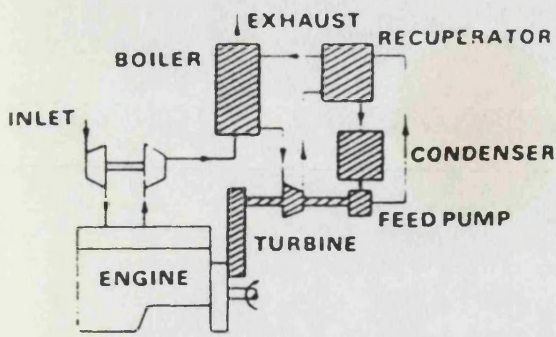 EXHAUST
RECUPERATOR
BOILER
INLET
CONDENSER
FEED PUMP
TURBINE
ENGINE